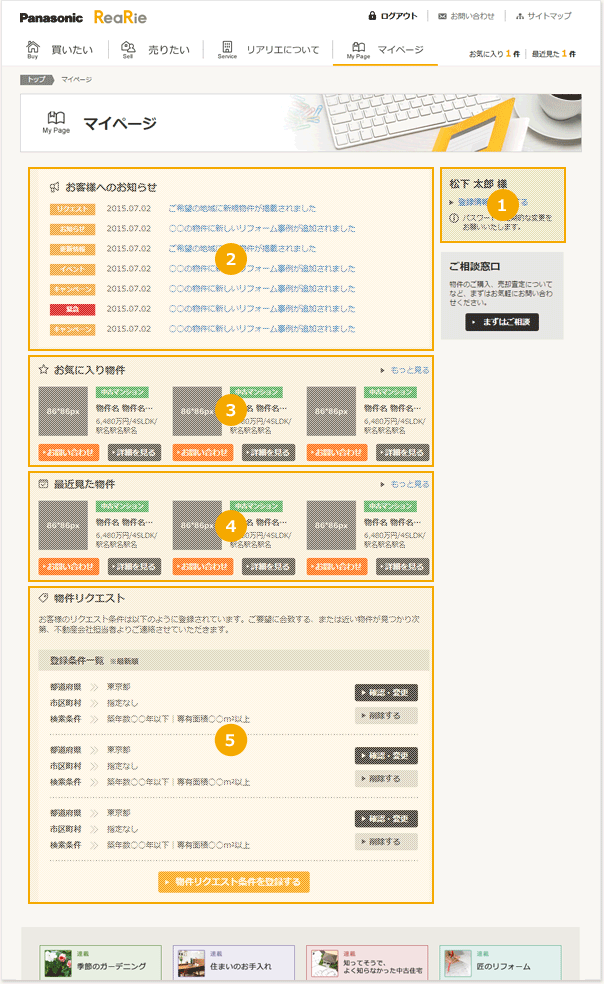 Panasonic ReaRie
ログアウト お問い合わせ サイトマップ
Buy 買いたい Sell 売りたい Service リアリエについて My Page マイページ お気に入り 1 件 最近見た 1 件
トップ マイページ
My Page マイページ
お客様へのお知らせ
リクエスト 2015.07.02 ご希望の地域に新規物件が掲載されました
お知らせ 2015.07.02 〇〇の物件に新しいリフォーム事例が追加されました
更新情報 2015.07.02 ご希望の地域に 物件が掲載されました
イベント 2015.07.02 〇〇の物件に新しいリフォーム事例が追加されました
キャンペーン 2015.07.02 〇〇の物件に新しいリフォーム事例が追加されました
緊急 2015.07.02 〇〇の物件に新しいリフォーム事例が追加されました
キャンペーン 2015.07.02 〇〇の物件に新しいリフォーム事例が追加されました
2
松下 太郎 様
登録情報 る
パスワード 的な変更を
お願いいたします。
1
ご相談窓口
物件のご購入、売却査定について
など、まずはお気軽にお問い合わ
せください。
まずはご相談
お気に入り物件 もっと見る
86*86px 86*86px 86*86px
中古マンション 中古マンション 中古マンション
物件名 物件名… 名 物件名… 物件名 物件名…
6,480万円/4SLDK/ 6,480万円/4SLDK/ 6,480万円/4SLDK/
駅名駅名駅名 駅名駅名駅名 駅名駅名駅名
3
お問い合わせ 詳細を見る お問い合わせ 詳細を見る お問い合わせ 詳細を見る
最近見た物件 もっと見る
86*86px 86*86px 86*86px
中古マンション 中古マンション 中古マンション
物件名 物件名… 名 物件名… 物件名 物件名…
6,480万円/4SLDK/ 6,480万円/4SLDK/ 6,480万円/4SLDK/
駅名駅名駅名 駅名駅名駅名 駅名駅名駅名
4
お問い合わせ 詳細を見る お問い合わせ 詳細を見る お問い合わせ 詳細を見る
物件リクエスト
お客様のリクエスト条件は以下のように登録されています。ご要望に合致する、または近い物件が見つかり次
第、不動産会社担当者よりご連絡させていただきます。
登録条件一覧 ※最新順
都道府県 東京都
市区町村 指定なし
検索条件 築年数〇〇年以下｜専有面積〇〇m²以上
確認・変更
削除する
都道府県 東京都
市区町村 指定なし
検索条件 築年数〇〇年以下｜専有面積〇〇m²以上
確認・変更
削除する
5
都道府県 東京都
市区町村 指定なし
検索条件 築年数〇〇年以下｜専有面積〇〇m²以上
確認・変更
削除する
物件リクエスト条件を登録する
連載 季節のガーデニング
連載 住まいのお手入れ
連載 知ってそうで、
よく知らなかった中古住宅
連載 匠のリフォーム